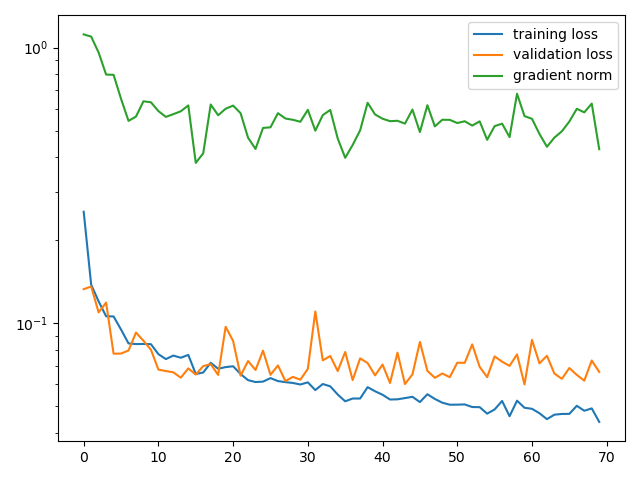 training loss
validation loss
gradient norm
10⁰
10⁻¹
0 10 20 30 40 50 60 70